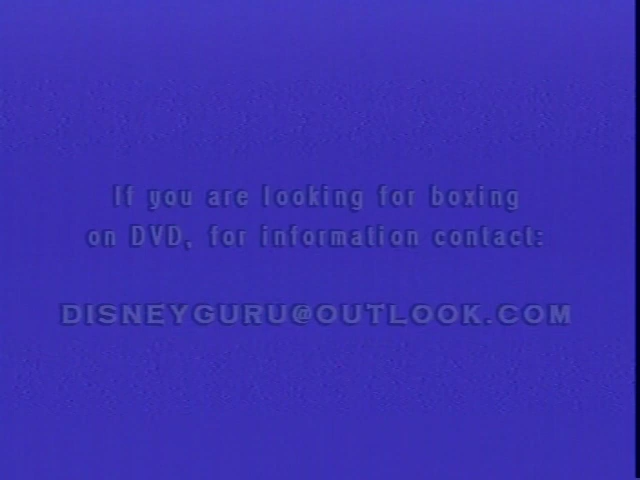 If you are looking for boxing
on DVD, for information contact:
DISNEYGURU@OUTLOOK.COM